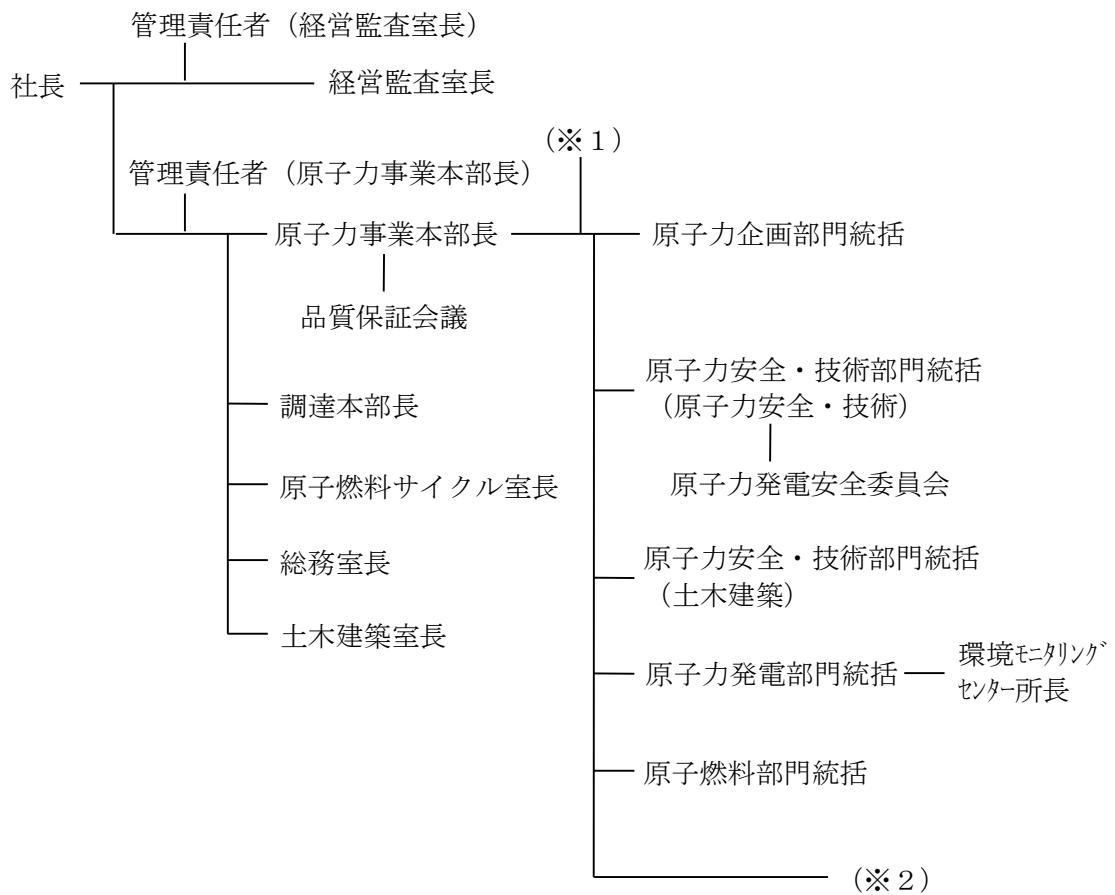 管理責任者（経営監査室長）
社長
経営監査室長
（※１）
管理責任者（原子力事業本部長）
原子力事業本部長
原子力企画部門統括
品質保証会議
原子力安全・技術部門統括
（原子力安全・技術）
調達本部長
原子力発電安全委員会
原子燃料サイクル室長
原子力安全・技術部門統括
（土木建築）
総務室長
土木建築室長
原子力発電部門統括
環境ﾓﾆﾀﾘﾝｸﾞ
ｾﾝﾀｰ所長
原子燃料部門統括
（※２）